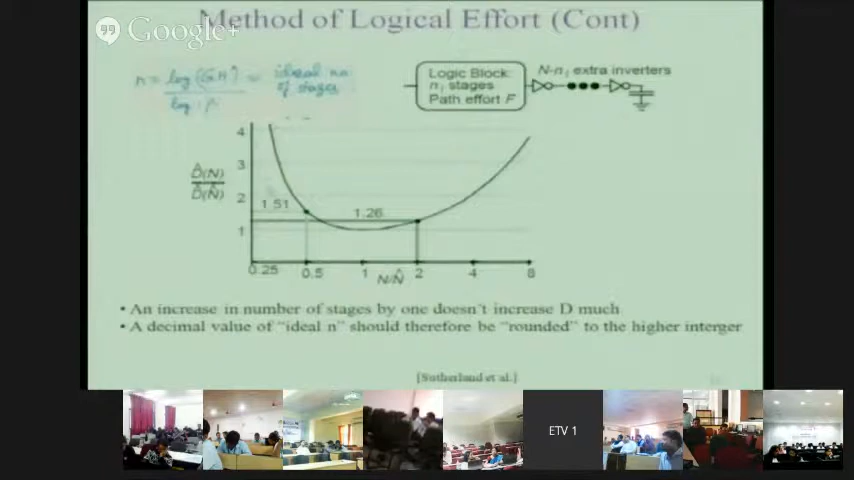 Method of Logical Effort (Cont)
Google+
n = log (GH) = ideal no
of stages
log
Logic Block:
n₁ stages
Path effort F
N-n₁ extra inverters
4
3
2
1
D̂(N)
D̂(N̂)
1.51
1.26
0.25 0.5 1 2 4 8
N/N̂
• An increase in number of stages by one doesn't increase D much
• A decimal value of "ideal n" should therefore be "rounded" to the higher interger
[Sutherland et al.]
ETV 1